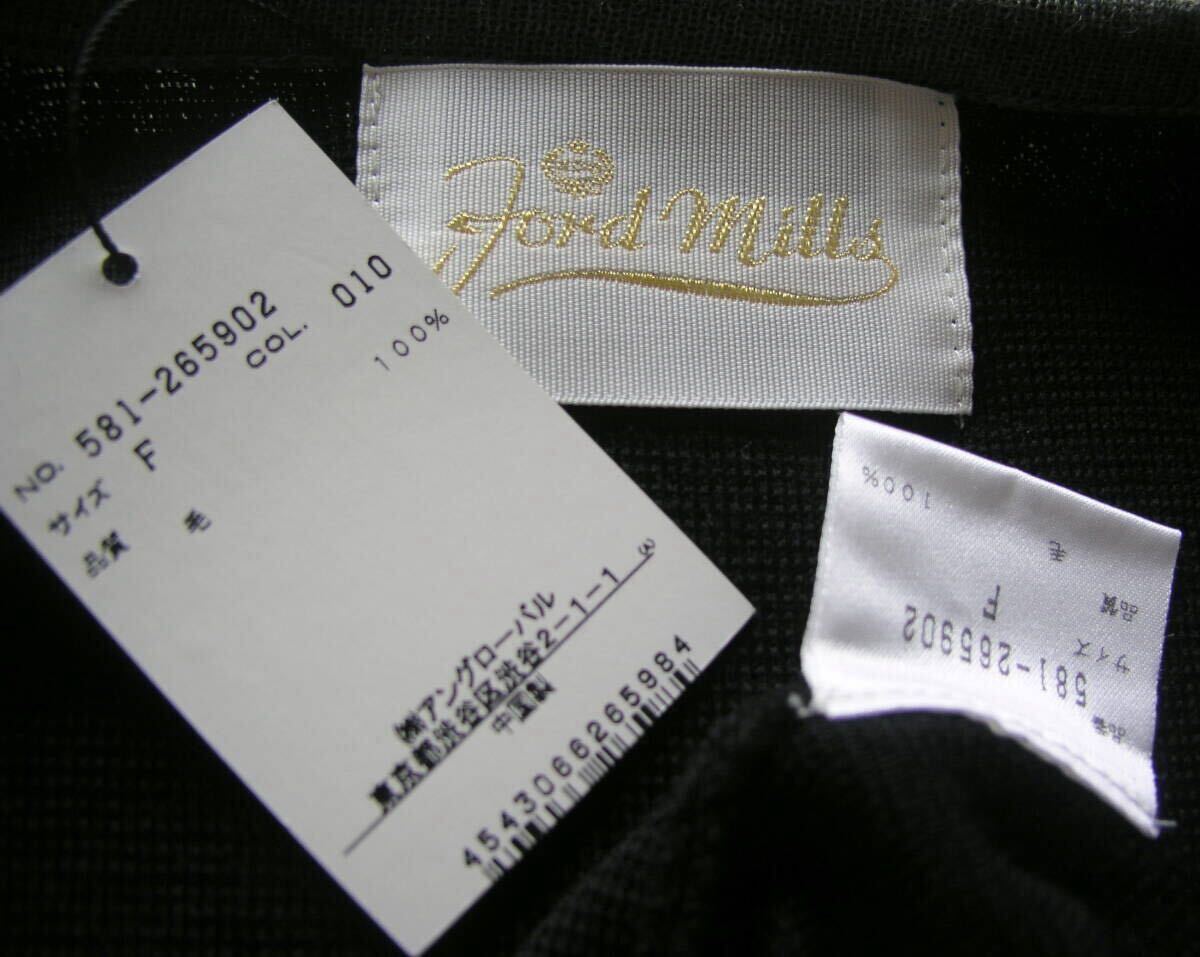 Ford Mills
NO. 581-265902
COL. 010
サイズ F
品質 毛 100%
㈱アングローバル
東京都渋谷区渋谷2-1-1 (A)
中国製
4543066265984
品番 581-265902
サイズ F
品質 毛 100%